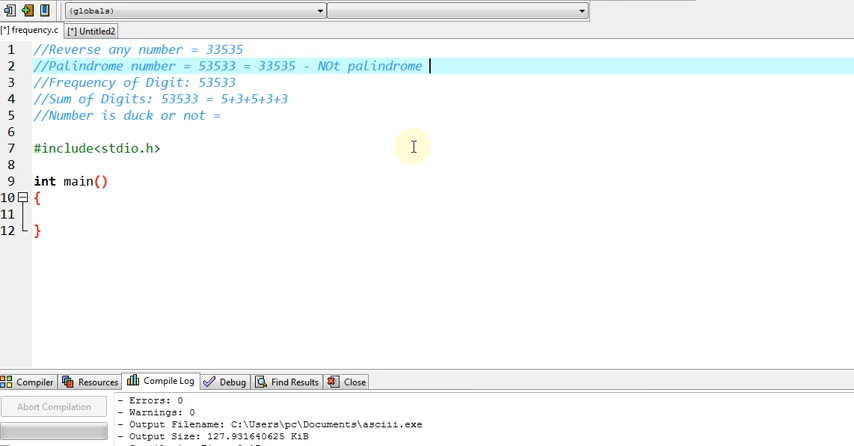 (globals)
[*] frequency.c [*] Untitled2
1 //Reverse any number = 33535
2 //Palindrome number = 53533 = 33535 - NOt palindrome
3 //Frequency of Digit: 53533
4 //Sum of Digits: 53533 = 5+3+5+3+3
5 //Number is duck or not =
6
7 #include<stdio.h>
8
9 int main()
10 {
11
12 }
Compiler Resources Compile Log Debug Find Results Close
Abort Compilation
- Errors: 0
- Warnings: 0
- Output Filename: C:\Users\pc\Documents\asciii.exe
- Output Size: 127.931640625 KiB